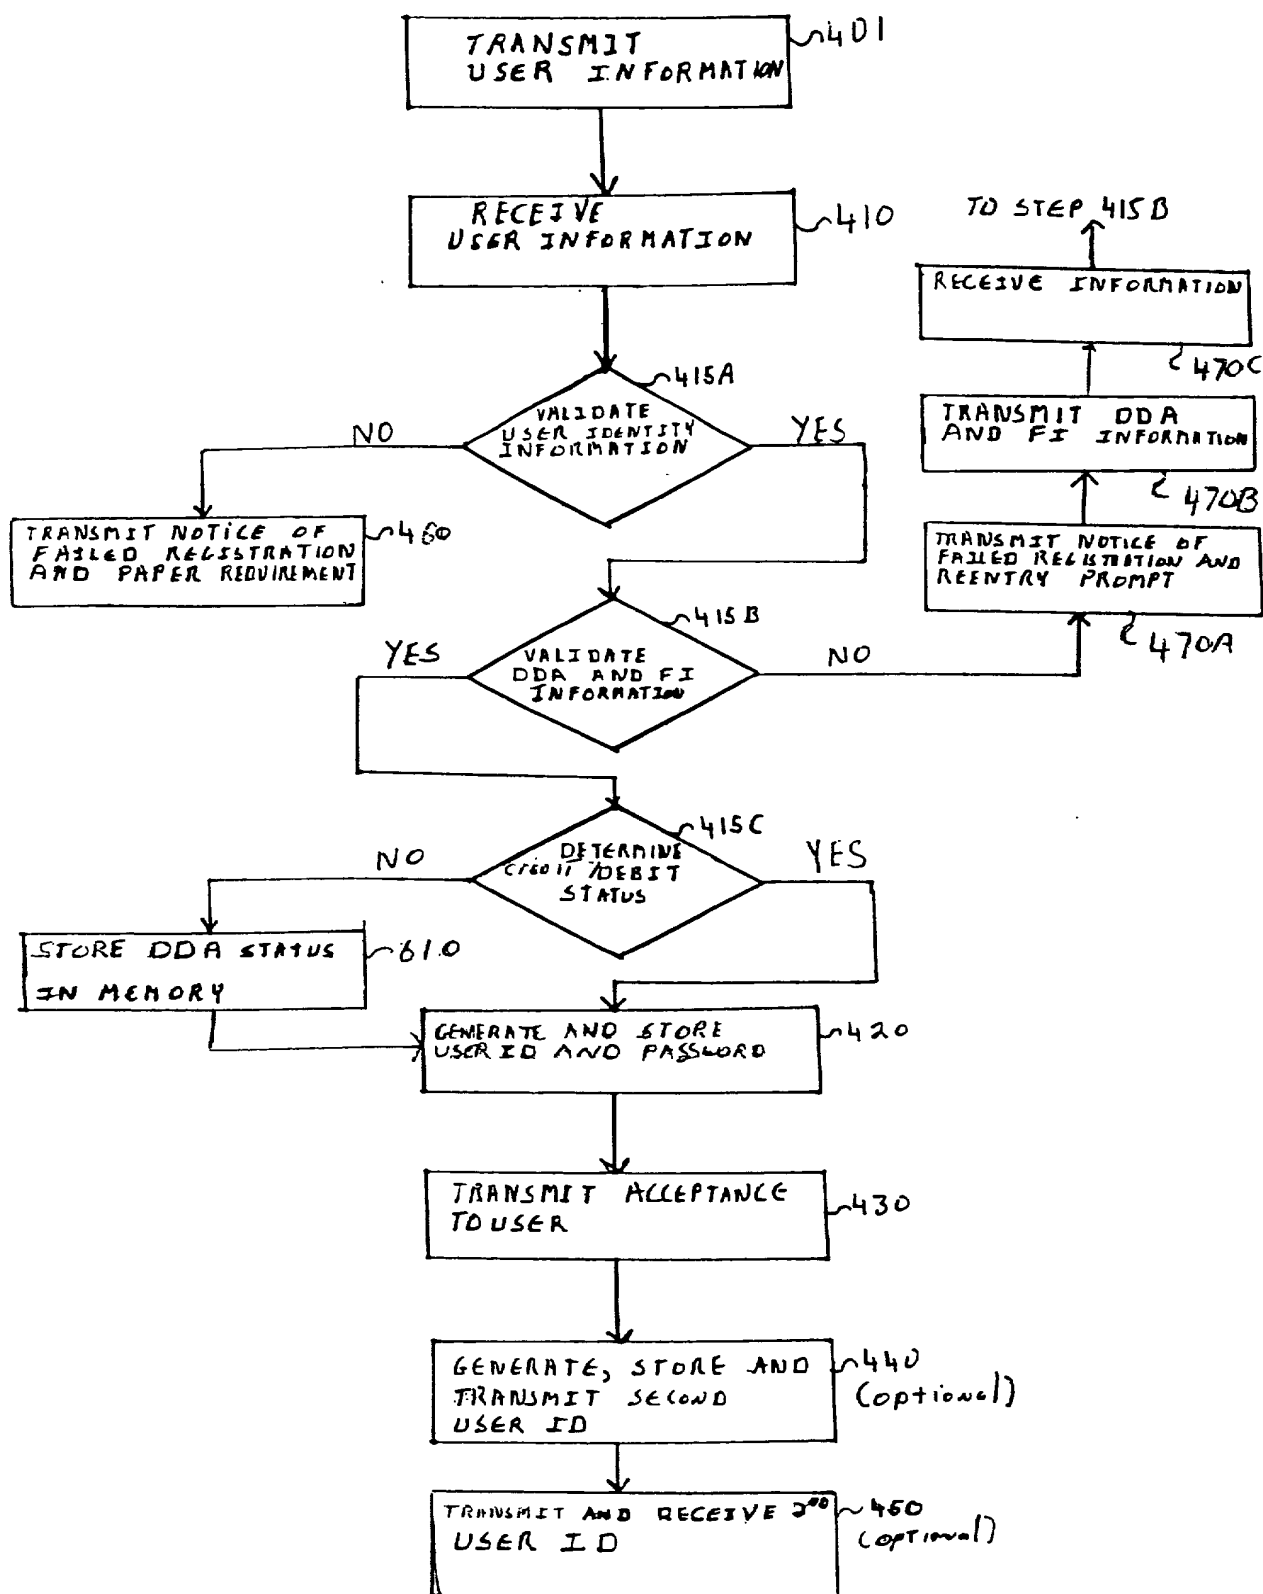 TRANSMIT
USER INFORMATION
401
RECEIVE
USER INFORMATION
410
TO STEP 415B
RECEIVE INFORMATION
470C
TRANSMIT DDA
AND FI INFORMATION
470B
TRANSMIT NOTICE OF
FAILED REGISTRATION AND
REENTRY PROMPT
470A
415A
VALIDATE
USER IDENTITY
INFORMATION
NO
YES
TRANSMIT NOTICE OF
FAILED REGISTRATION
AND PAPER REQUIREMENT
460
415B
VALIDATE
DDA AND FI
INFORMATION
YES
NO
415C
DETERMINE
/DEBIT
STATUS
NO
YES
STORE DDA STATUS
IN MEMORY
610
GENERATE AND STORE
USER ID AND PASSWORD
420
TRANSMIT ACCEPTANCE
TO USER
430
GENERATE, STORE AND
TRANSMIT SECOND
USER ID
440
(optional)
TRANSMIT AND RECEIVE 2ND
USER ID
450
(optional)